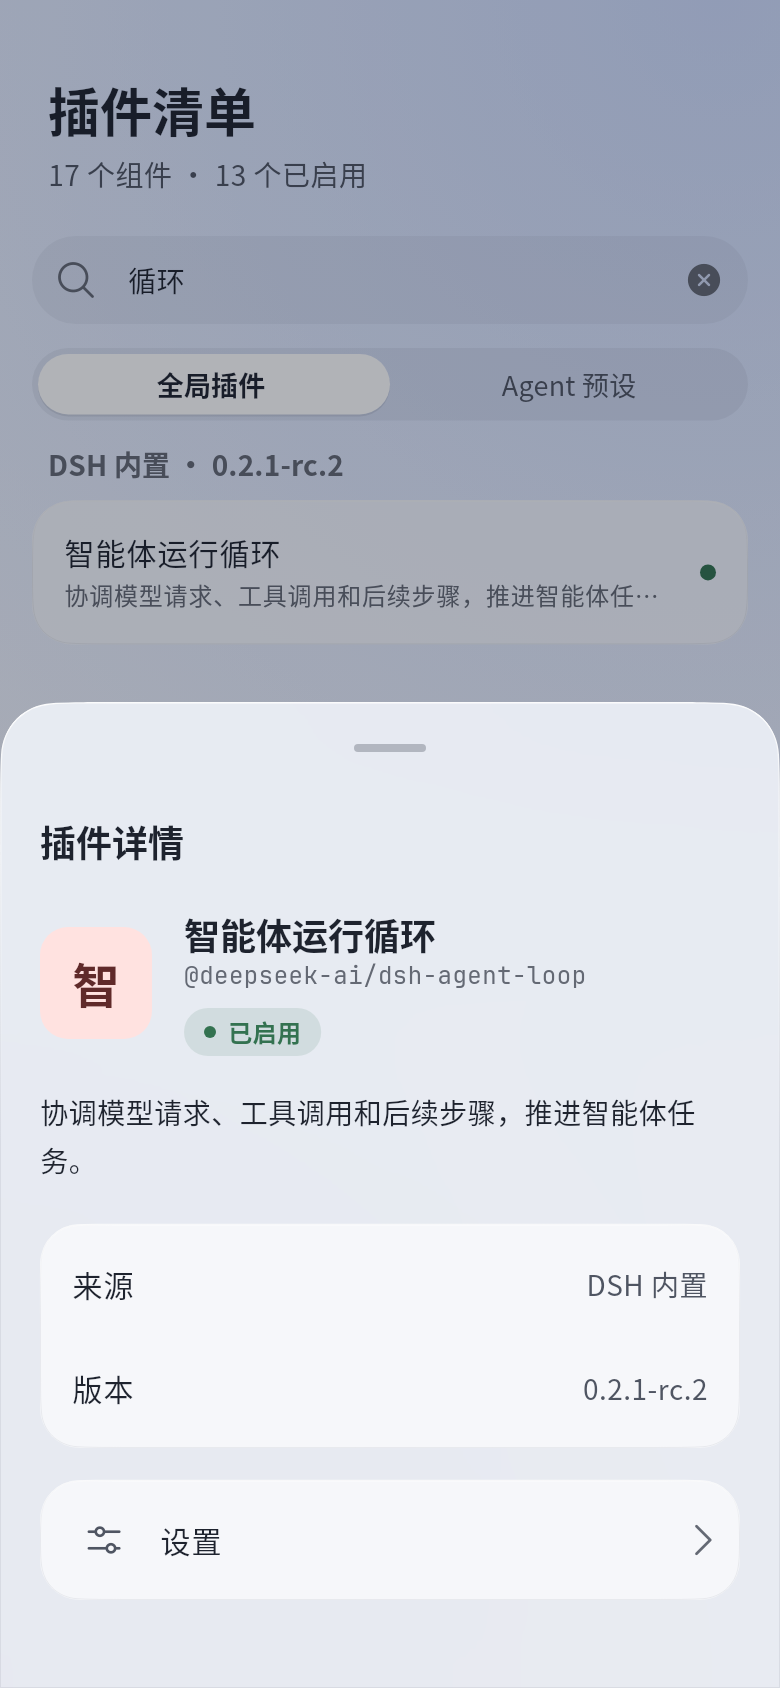 插件清单
17 个组件 • 13 个已启用
循环
全局插件
Agent 预设
DSH 内置 • 0.2.1-rc.2
智能体运行循环
协调模型请求、工具调用和后续步骤，推进智能体任…
插件详情
智
智能体运行循环
@deepseek-ai/dsh-agent-loop
已启用
协调模型请求、工具调用和后续步骤，推进智能体任
务。
来源
DSH 内置
版本
0.2.1-rc.2
设置